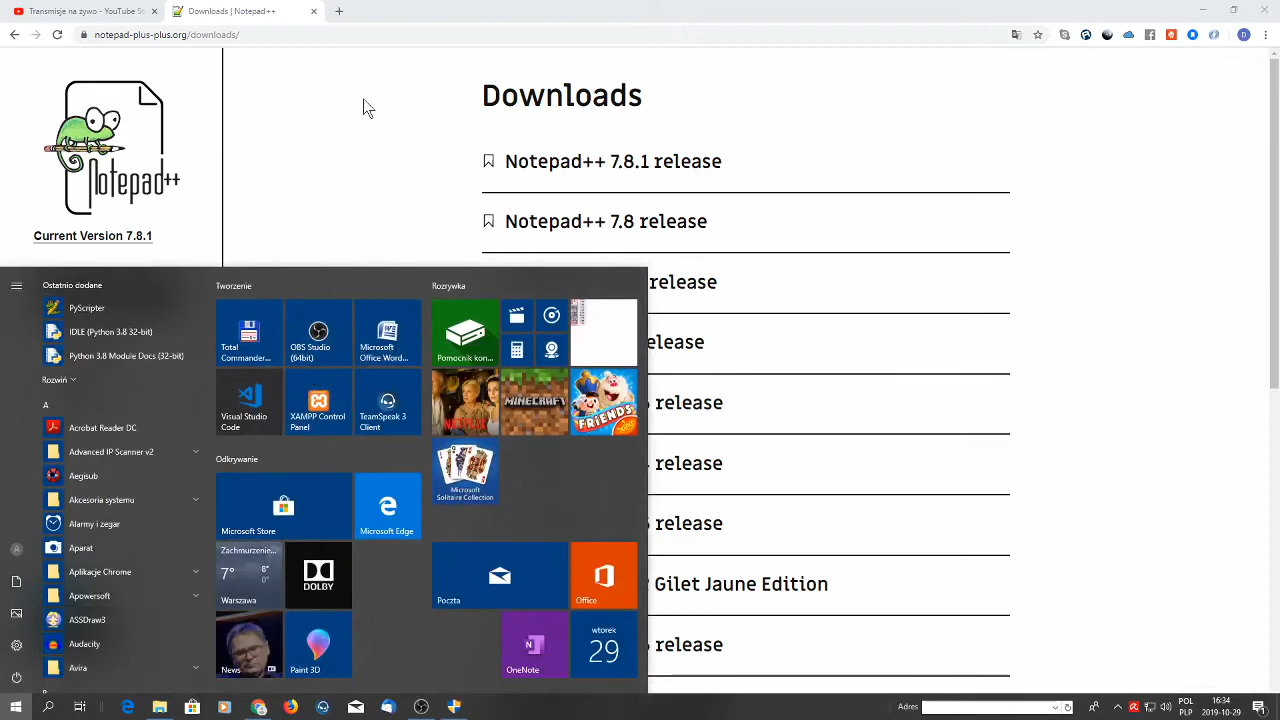 Transmisje na żywo - YouTube St
Downloads | Notepad++
notepad-plus-plus.org/downloads/
D
Notepad++
Current Version 7.8.1
Downloads
Notepad++ 7.8.1 release
Notepad++ 7.8 release
release
elease
release
release
release
Gilet Jaune Edition
release
Ostatnio dodane
PyScripter
IDLE (Python 3.8 32-bit)
Python 3.8 Module Docs (32-bit)
Rozwiń
A
Acrobat Reader DC
Advanced IP Scanner v2
Aegisub
Akcesoria systemu
Alarmy i zegar
Aparat
Aplikacje Chrome
Apowersoft
ASSDraw3
Audacity
Avira
Tworzenie
Total
Commander...
OBS Studio
(64bit)
Microsoft
Office Word...
Visual Studio
Code
XAMPP Control
Panel
TeamSpeak 3
Client
Odkrywanie
Microsoft Store
Microsoft Edge
Zachmurzenie...
7° 8°
0°
Warszawa
DOLBY
News
Paint 3D
Rozrywka
Pomocnik kon...
NETFLIX
MINECRAFT
FRIENDS
Microsoft
Solitaire Collection
Poczta
Office
OneNote
wtorek
29
Adres
POL
PLP
16:34
2019-10-29